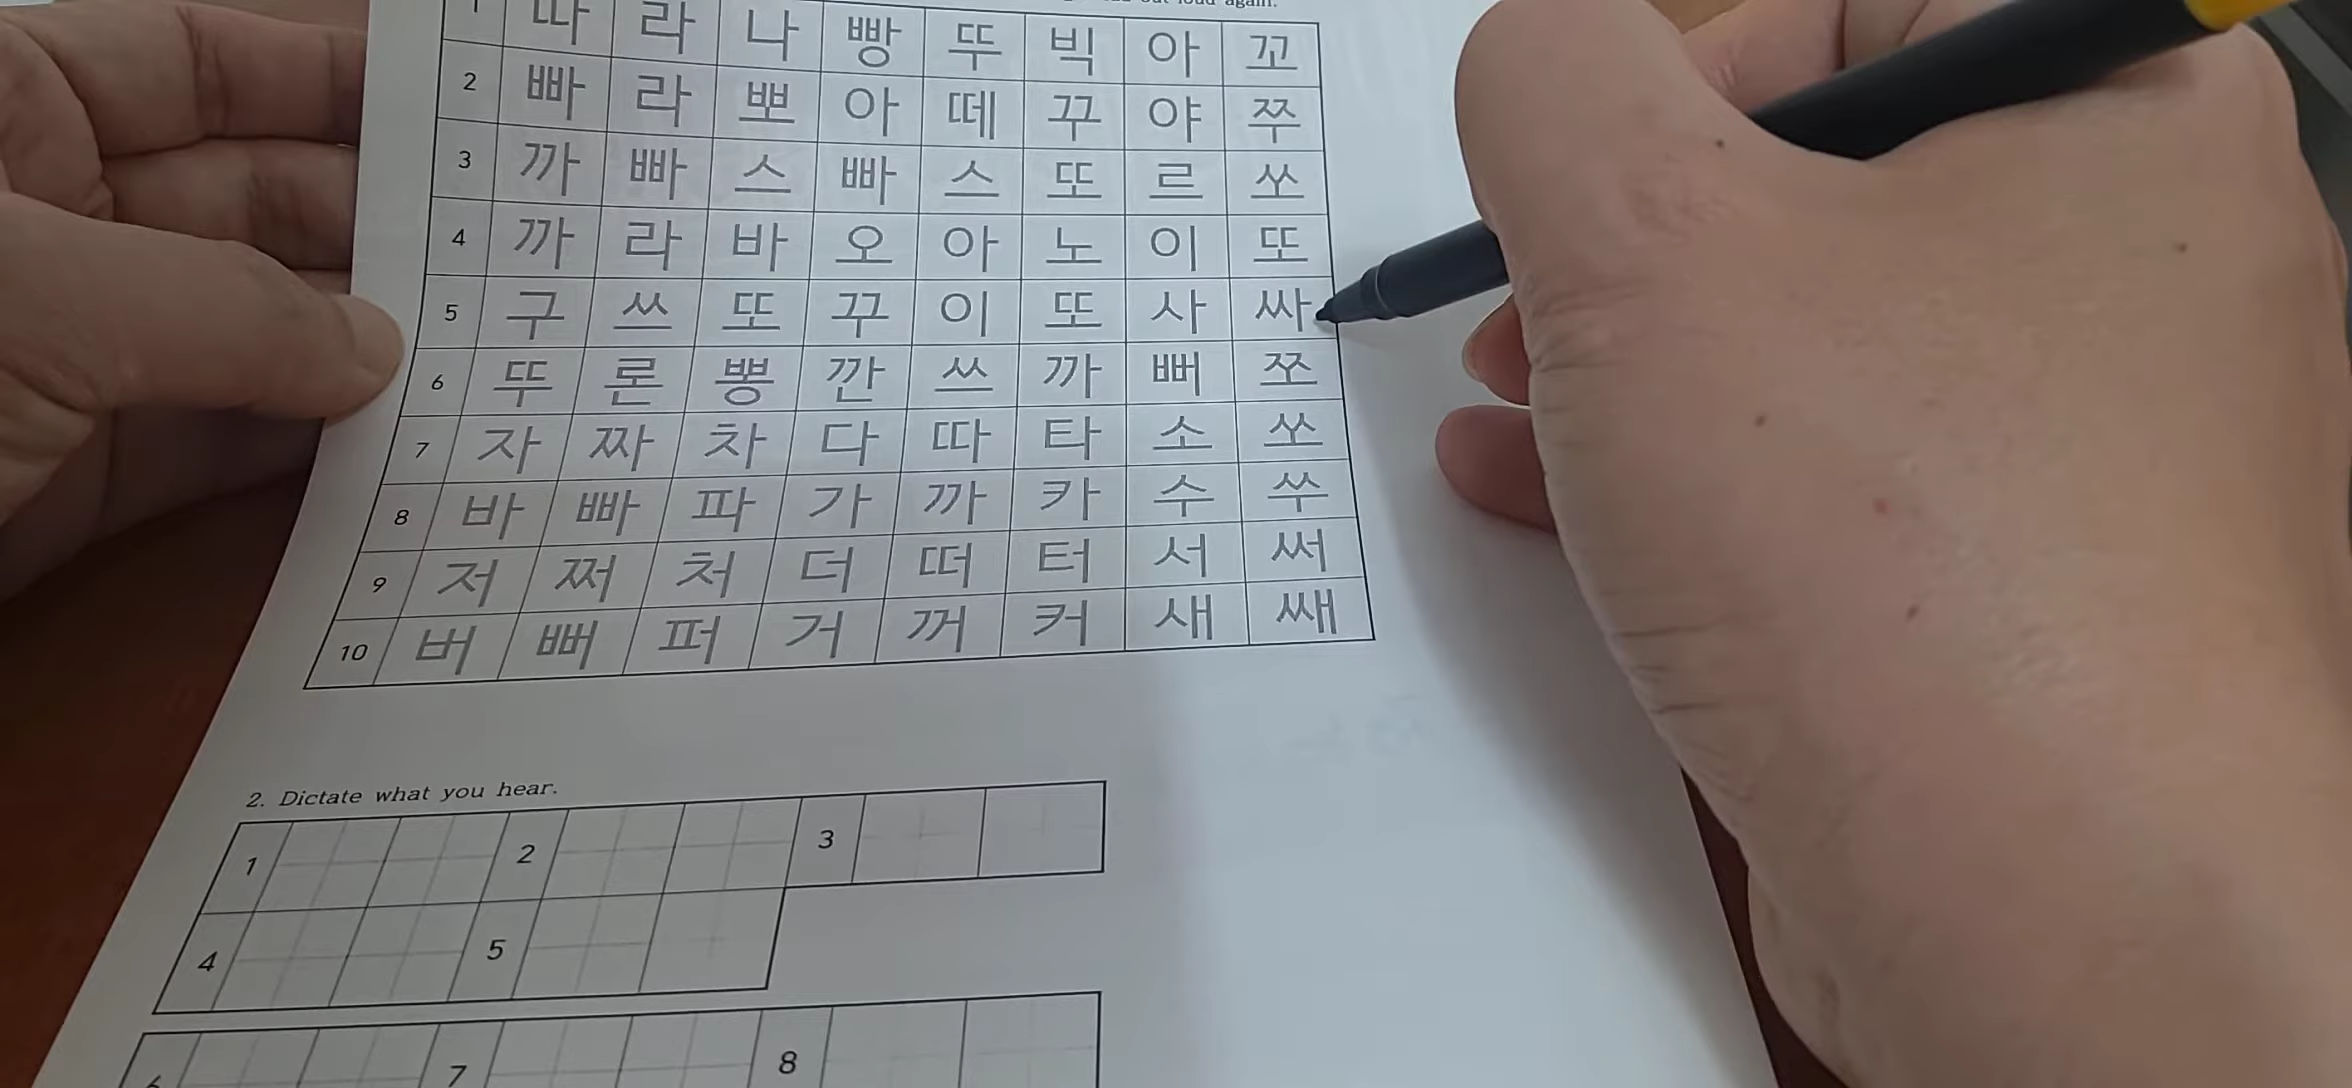 out loud again.
1 따 라 나 빵 뚜 빅 아 꼬
2 빠 라 뽀 아 떼 꾸 야 쭈
3 까 빠 스 빠 스 또 르 쏘
4 까 라 바 오 아 노 이 또
5 구 쓰 또 꾸 이 또 사 싸
6 뚜 론 뽕 깐 쓰 까 뻐 쪼
7 자 짜 차 다 따 타 소 쏘
8 바 빠 파 가 까 카 수 쑤
9 저 쩌 처 더 떠 터 서 써
10 버 뻐 퍼 거 꺼 커 새 쌔
2. Dictate what you hear.
1 2 3
4 5
6 7 8